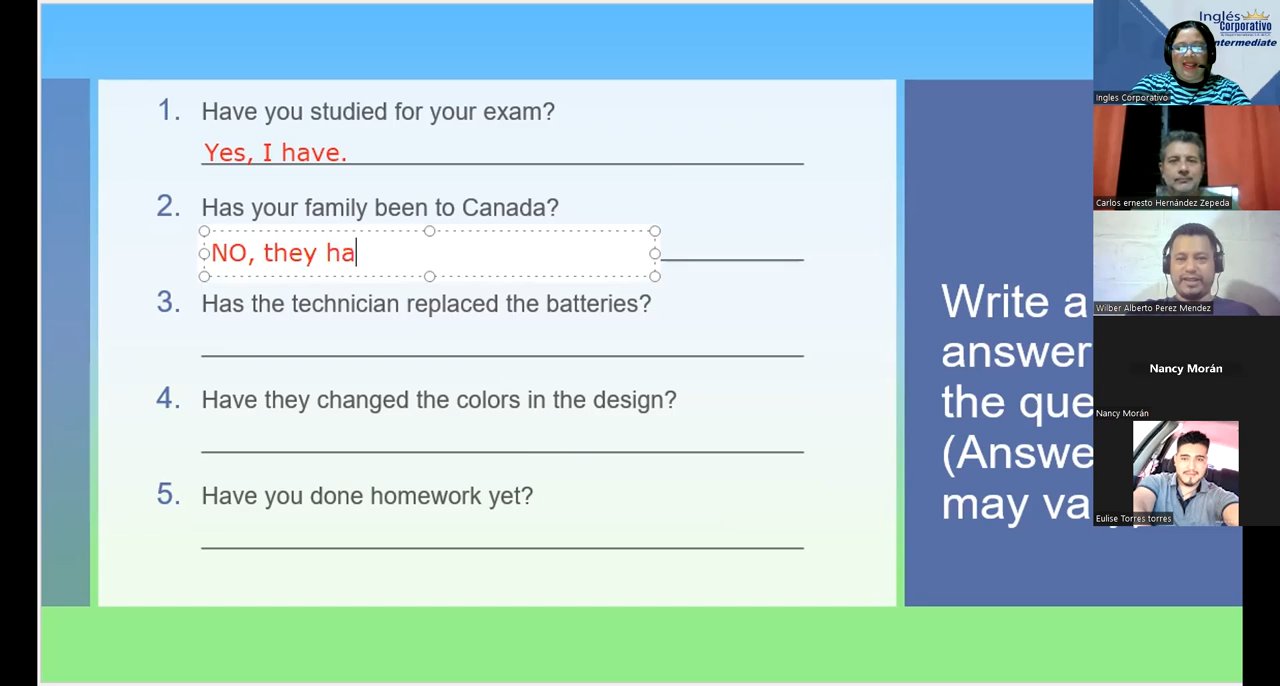 1. Have you studied for your exam?
Yes, I have.
2. Has your family been to Canada?
NO, they ha
3. Has the technician replaced the batteries?
4. Have they changed the colors in the design?
5. Have you done homework yet?
Write a
answer
the que
(Answe
may va
Inglés
Corporativo
Intermediate
Ingles Corporativo
Carlos ernesto Hernández Zepeda
Wilber Alberto Perez Mendez
Nancy Morán
Nancy Morán
Eulise Torres torres